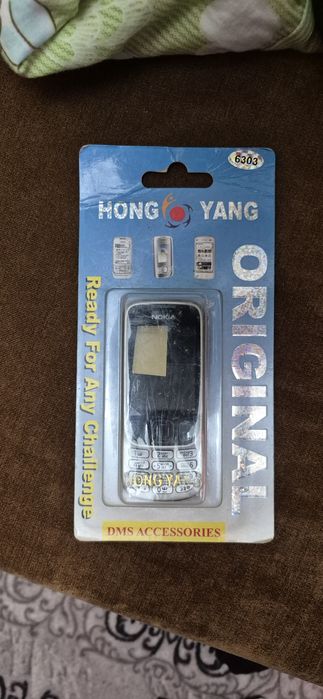 6303
HONG YANG
ORIGINAL
Ready For Any Challenge
NOKIA
HONG YANG
DMS ACCESSORIES